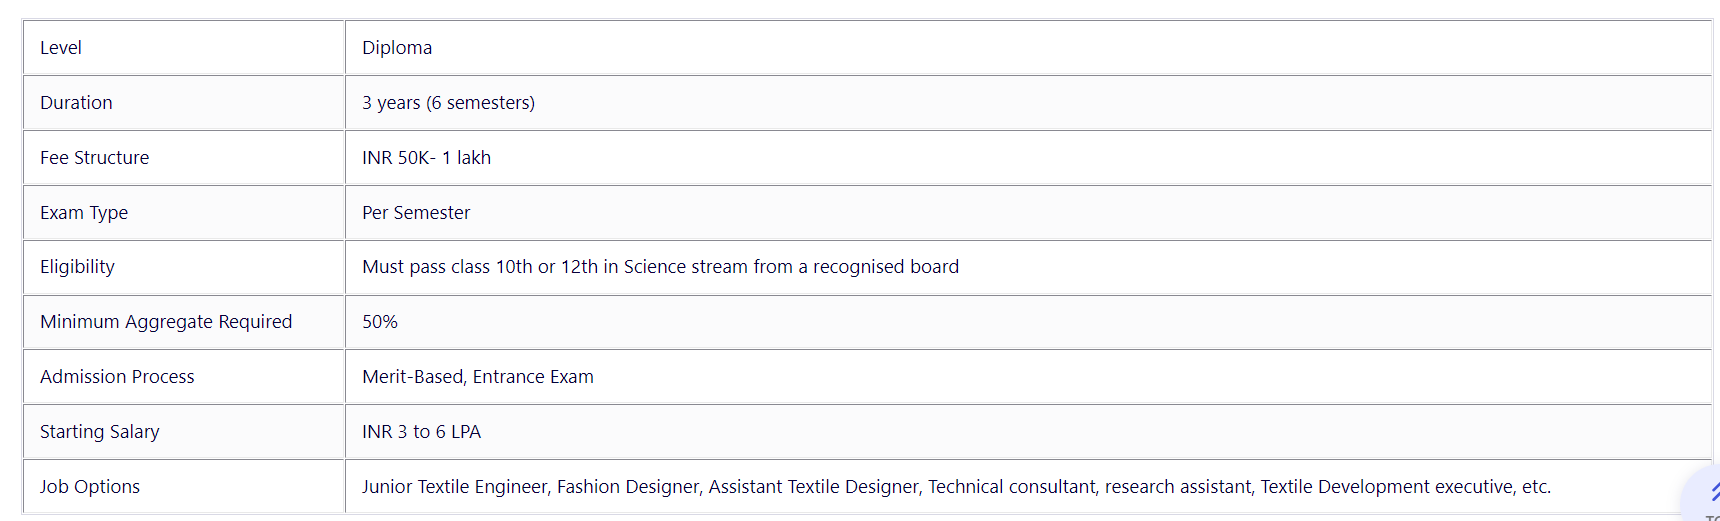 Level Diploma
Duration 3 years (6 semesters)
Fee Structure INR 50K- 1 lakh
Exam Type Per Semester
Eligibility Must pass class 10th or 12th in Science stream from a recognised board
Minimum Aggregate Required 50%
Admission Process Merit-Based, Entrance Exam
Starting Salary INR 3 to 6 LPA
Job Options Junior Textile Engineer, Fashion Designer, Assistant Textile Designer, Technical consultant, research assistant, Textile Development executive, etc.